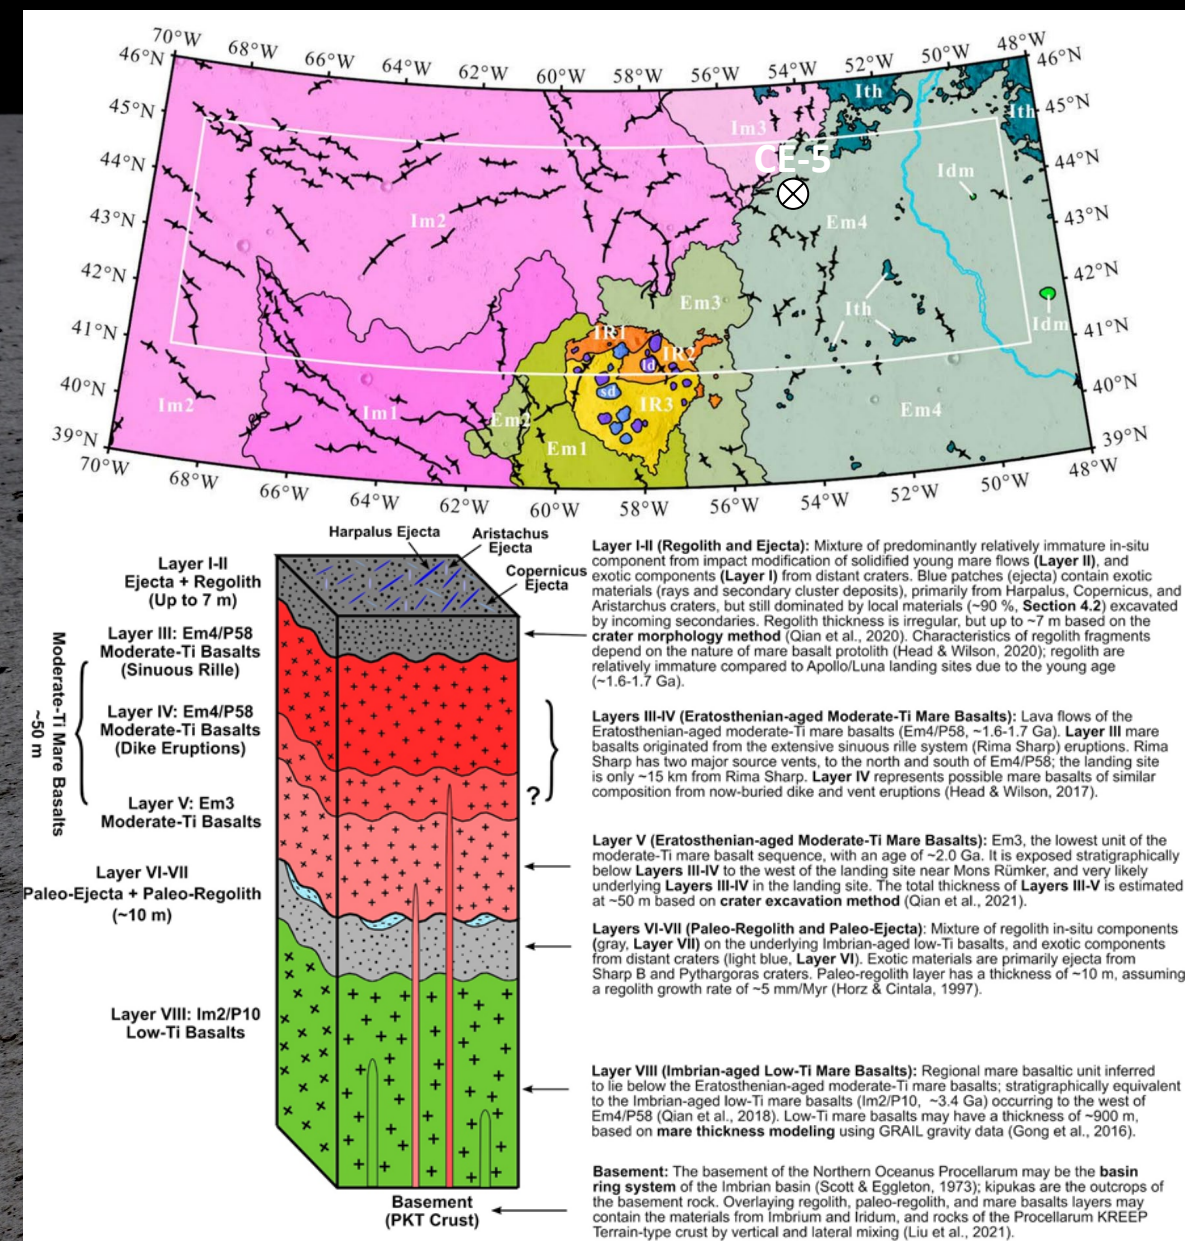 70°W
68°W
66°W
64°W
62°W
60°W
58°W
56°W
54°W
52°W
50°W
48°W
46°N
46°N
45°N
Ith
45°N
Ith
Im3
44°N
CE-5
44°N
Idm
43°N
Im2
Em4
43°N
42°N
42°N
Em3
Ith
Idm
41°N
IR1
41°N
IR2
Id
40°N
sd
40°N
Im2
Im1
Em2
IR3
Em4
39°N
Em1
39°N
70°W
68°W
66°W
64°W
62°W
60°W
58°W
56°W
54°W
52°W
50°W
48°W
Harpalus Ejecta
Aristachus
Ejecta
Copernicus
Ejecta
Layer I-II
Ejecta + Regolith
(Up to 7 m)
Layer III: Em4/P58
Moderate-Ti Basalts
(Sinuous Rille)
Layer IV: Em4/P58
Moderate-Ti Basalts
(Dike Eruptions)
Layer V: Em3
Moderate-Ti Basalts
Moderate-Ti Mare Basalts
~50 m
?
Layer VI-VII
Paleo-Ejecta + Paleo-Regolith
(~10 m)
Layer VIII: Im2/P10
Low-Ti Basalts
Basement
(PKT Crust)
Layer I-II (Regolith and Ejecta): Mixture of predominantly relatively immature in-situ
component from impact modification of solidified young mare flows (Layer II), and
exotic components (Layer I) from distant craters. Blue patches (ejecta) contain exotic
materials (rays and secondary cluster deposits), primarily from Harpalus, Copernicus, and
Aristarchus craters, but still dominated by local materials (~90 %, Section 4.2) excavated
by incoming secondaries. Regolith thickness is irregular, but up to ~7 m based on the
crater morphology method (Qian et al., 2020). Characteristics of regolith fragments
depend on the nature of mare basalt protolith (Head & Wilson, 2020); regolith are
relatively immature compared to Apollo/Luna landing sites due to the young age
(~1.6-1.7 Ga).
Layers III-IV (Eratosthenian-aged Moderate-Ti Mare Basalts): Lava flows of the
Eratosthenian-aged moderate-Ti mare basalts (Em4/P58, ~1.6-1.7 Ga). Layer III mare
basalts originated from the extensive sinuous rille system (Rima Sharp) eruptions. Rima
Sharp has two major source vents, to the north and south of Em4/P58; the landing site
is only ~15 km from Rima Sharp. Layer IV represents possible mare basalts of similar
composition from now-buried dike and vent eruptions (Head & Wilson, 2017).
Layer V (Eratosthenian-aged Moderate-Ti Mare Basalts): Em3, the lowest unit of the
moderate-Ti mare basalt sequence, with an age of ~2.0 Ga. It is exposed stratigraphically
below Layers III-IV to the west of the landing site near Mons Rümker, and very likely
underlying Layers III-IV in the landing site. The total thickness of Layers III-V is estimated
at ~50 m based on crater excavation method (Qian et al., 2021).
Layers VI-VII (Paleo-Regolith and Paleo-Ejecta): Mixture of regolith in-situ components
(gray, Layer VII) on the underlying Imbrian-aged low-Ti basalts, and exotic components
from distant craters (light blue, Layer VI). Exotic materials are primarily ejecta from
Sharp B and Pythargoras craters. Paleo-regolith layer has a thickness of ~10 m, assuming
a regolith growth rate of ~5 mm/Myr (Horz & Cintala, 1997).
Layer VIII (Imbrian-aged Low-Ti Mare Basalts): Regional mare basaltic unit inferred
to lie below the Eratosthenian-aged moderate-Ti mare basalts; stratigraphically equivalent
to the Imbrian-aged low-Ti mare basalts (Im2/P10, ~3.4 Ga) occurring to the west of
Em4/P58 (Qian et al., 2018). Low-Ti mare basalts may have a thickness of ~900 m,
based on mare thickness modeling using GRAIL gravity data (Gong et al., 2016).
Basement: The basement of the Northern Oceanus Procellarum may be the basin
ring system of the Imbrian basin (Scott & Eggleton, 1973); kipukas are the outcrops of
the basement rock. Overlaying regolith, paleo-regolith, and mare basalts layers may
contain the materials from Imbrium and Iridum, and rocks of the Procellarum KREEP
Terrain-type crust by vertical and lateral mixing (Liu et al., 2021).